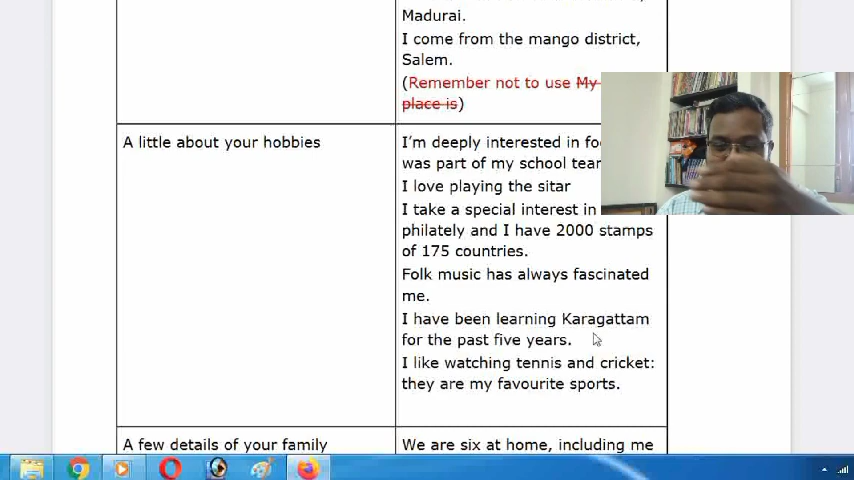 Madurai.
I come from the mango district,
Salem.
(Remember not to use My
place is)
A little about your hobbies
I'm deeply interested in
was part of my school
I love playing the sitar
I take a special interest in
philately and I have 2000 stamps
of 175 countries.
Folk music has always fascinated
me.
I have been learning Karagattam
for the past five years.
I like watching tennis and cricket:
they are my favourite sports.
A few details of your family
We are six at home, including me